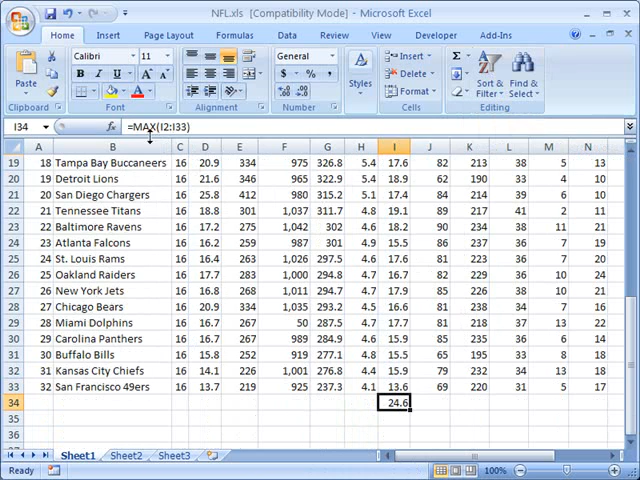 NFL.xls [Compatibility Mode] - Microsoft Excel
Home Insert Page Layout Formulas Data Review View Developer Add-Ins
Paste Calibri 11 General $ % , Styles Insert Delete Format Σ Sort & Filter Find & Select
B I U A A
Clipboard Font Alignment Number Cells Editing
I34 fx =MAX(I2:I33)
A B C D E F G H I J K L M N
19 18 Tampa Bay Buccaneers 16 20.9 334 975 326.8 5.4 17.6 82 213 38 5 13
20 19 Detroit Lions 16 21.6 346 965 322.9 5.4 18.9 62 190 33 4 10
21 20 San Diego Chargers 16 25.8 412 980 315.2 5.1 17.4 84 214 39 6 10
22 21 Tennessee Titans 16 18.8 301 1,037 311.7 4.8 19.1 89 217 41 2 11
23 22 Baltimore Ravens 16 17.2 275 1,042 302 4.6 18.2 90 234 38 11 21
24 23 Atlanta Falcons 16 16.2 259 987 301 4.9 15.5 86 237 36 7 19
25 24 St. Louis Rams 16 16.4 263 1,026 297.5 4.6 17.6 81 223 36 7 20
26 25 Oakland Raiders 16 17.7 283 1,000 294.8 4.7 16.7 82 229 36 10 24
27 26 New York Jets 16 16.8 268 1,011 294.7 4.7 17.9 82 236 36 9 20
28 27 Chicago Bears 16 20.9 334 1,035 293.2 4.5 16.6 81 238 34 7 16
29 28 Miami Dolphins 16 16.7 267 50 287.5 4.7 17.7 81 218 37 13 22
30 29 Carolina Panthers 16 16.7 267 989 284.9 4.6 15.9 85 235 36 6 14
31 30 Buffalo Bills 16 15.8 252 919 277.1 4.8 15.5 65 195 33 8 18
32 31 Kansas City Chiefs 16 14.1 226 1,001 276.8 4.4 15.9 79 232 34 13 18
33 32 San Francisco 49ers 16 13.7 219 925 237.3 4.1 13.6 69 220 31 5 17
34 24.6
35
36
Sheet1 Sheet2 Sheet3
Ready 100%